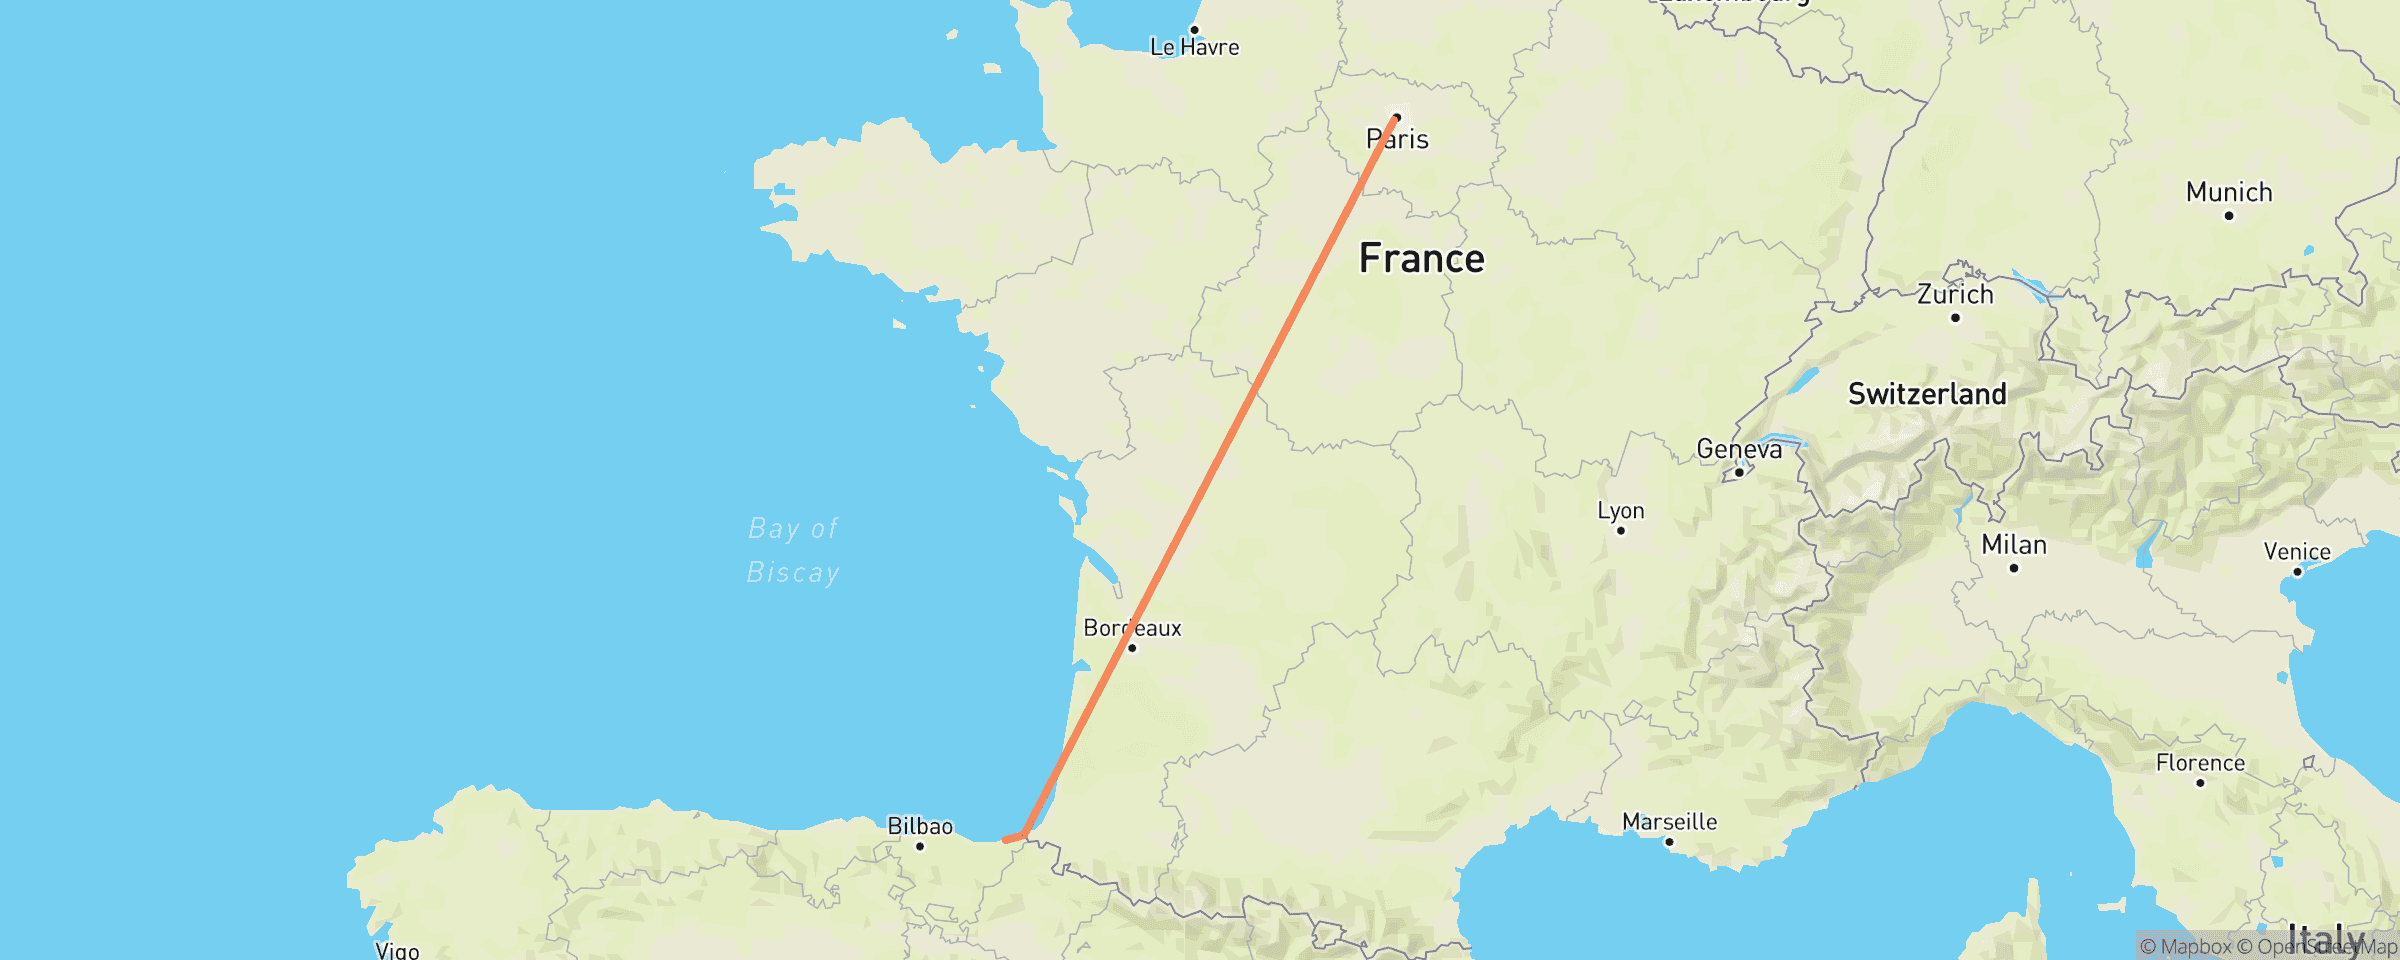 Luxembourg
Le Havre
Paris
Munich
France
Zurich
Switzerland
Geneva
Lyon
Bay of
Biscay
Milan
Venice
Bordeaux
Florence
Marseille
Bilbao
Italy
Vigo
© Mapbox © OpenStreetMap